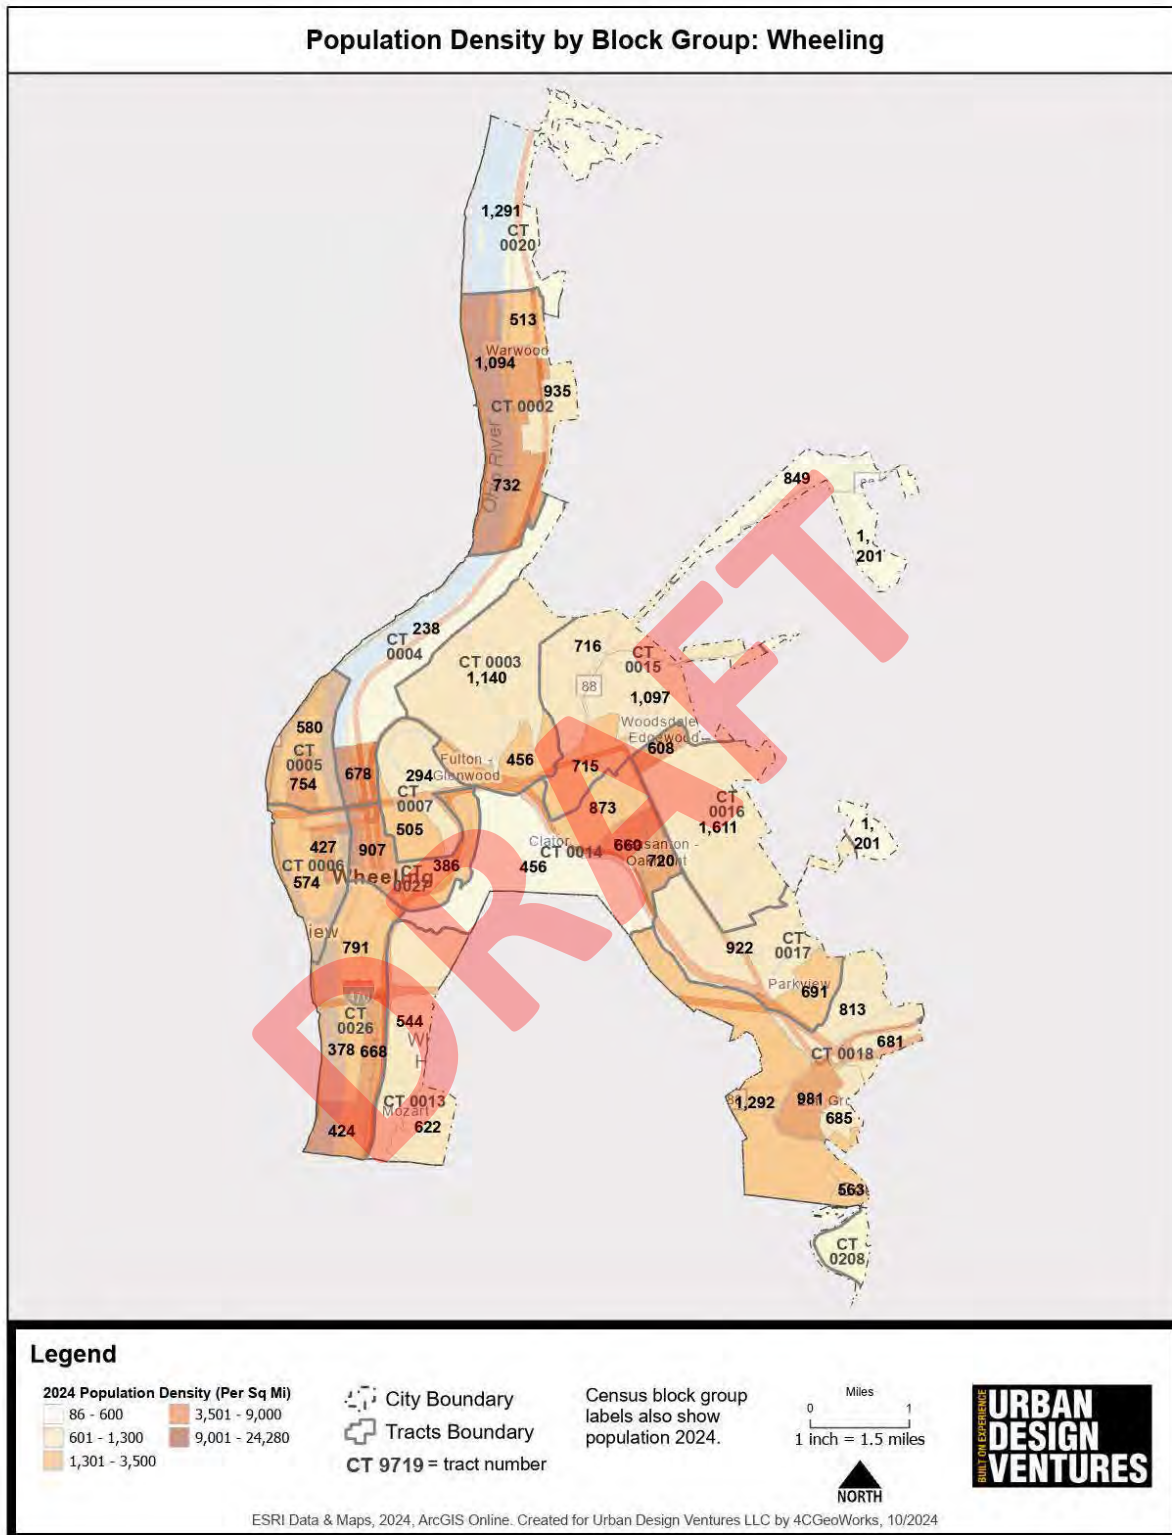 Population Density by Block Group: Wheeling
1,291
CT
0020
513
Warwood
1,094
935
CT 0002
Ohio River
732
849
1,
201
238
CT
0004
CT 0003
1,140
716
CT
0015
88
1,097
Woodsdale
Edgewood
608
580
CT
0005
754
678
294
Fulton -
Glenwood
456
715
CT
0007
505
873
CT
0016
1,611
1,
201
427
907
CT 0006
574
Wheeling
CT
0027
386
Clator
CT 0014
456
660
720
791
922
CT
0017
Parkview
691
813
CT
0026
378
668
544
W
H
CT 0018
681
CT 0013
Mozart
622
424
1,292
981
685
563
CT
0208
DRAFT
Legend
2024 Population Density (Per Sq Mi)
86 - 600
601 - 1,300
1,301 - 3,500
3,501 - 9,000
9,001 - 24,280
City Boundary
Tracts Boundary
CT 9719 = tract number
Census block group
labels also show
population 2024.
Miles
0 1
1 inch = 1.5 miles
NORTH
BUILT ON EXPERIENCE
URBAN
DESIGN
VENTURES
ESRI Data & Maps, 2024, ArcGIS Online. Created for Urban Design Ventures LLC by 4CGeoWorks, 10/2024